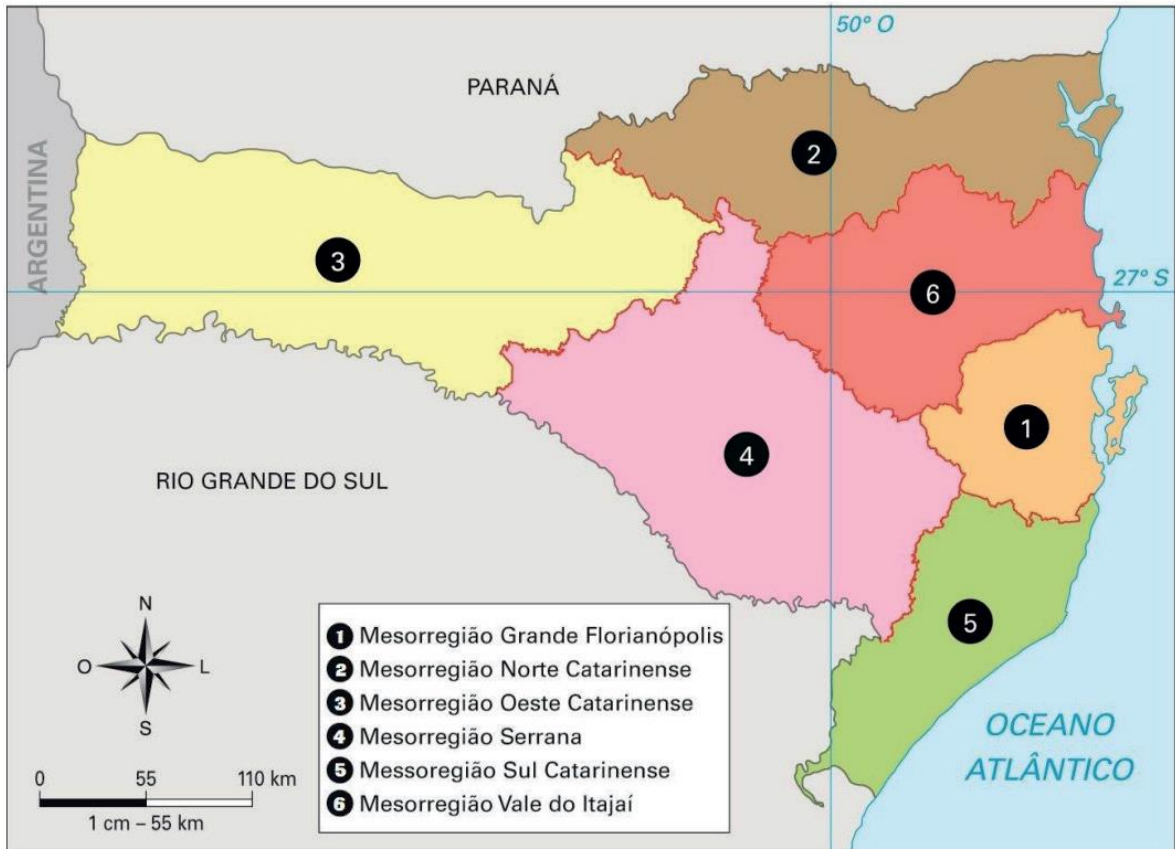 50° O
PARANÁ
ARGENTINA
2
3
27° S
6
1
4
RIO GRANDE DO SUL
5
N
O
L
S
1 Mesorregião Grande Florianópolis
2 Mesorregião Norte Catarinense
3 Mesorregião Oeste Catarinense
4 Mesorregião Serrana
5 Messoregião Sul Catarinense
6 Mesorregião Vale do Itajaí
OCEANO
ATLÂNTICO
0 55 110 km
1 cm – 55 km